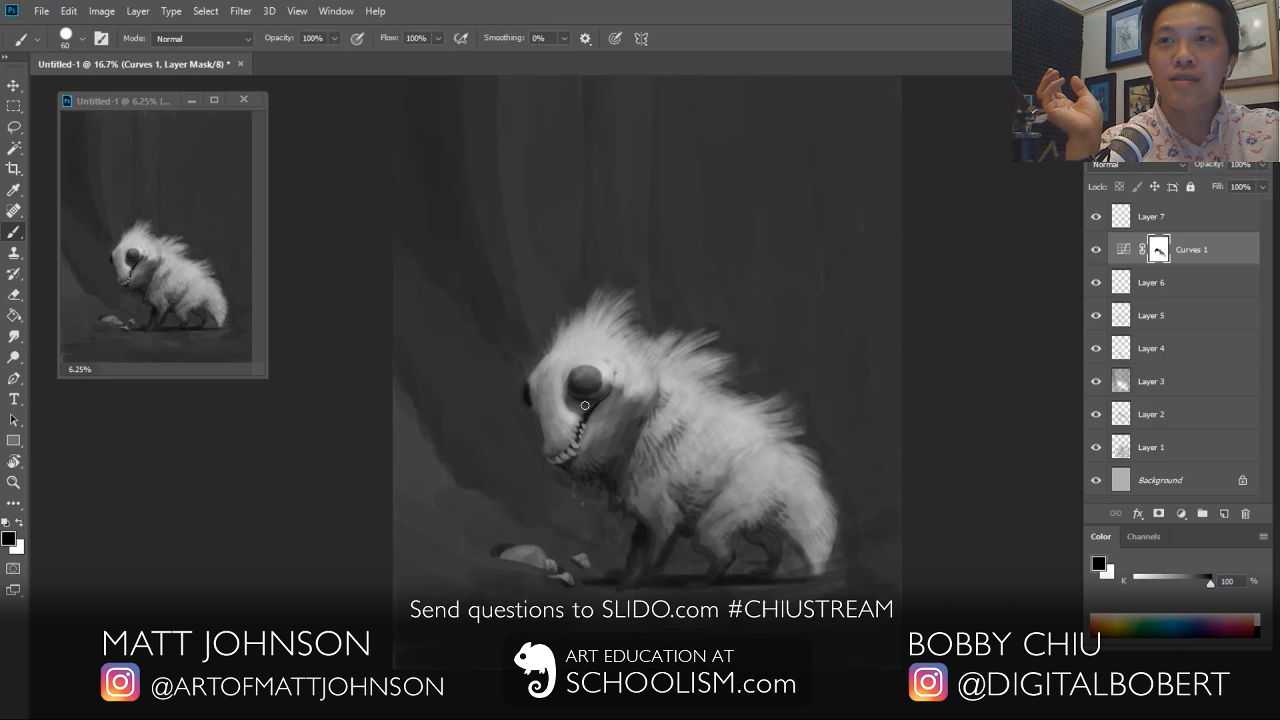 Ps File Edit Image Layer Type Select Filter 3D View Window Help
60 Mode: Normal Opacity: 100% Flow: 100% Smoothing: 0%
Untitled-1 @ 16.7% (Curves 1, Layer Mask/8) *
Untitled-1 @ 6.25% (...
6.25%
Normal Opacity: 100%
Lock: Fill: 100%
Layer 7
Curves 1
Layer 6
Layer 5
Layer 4
Layer 3
Layer 2
Layer 1
Background
Color Channels
K 100 %
Send questions to SLIDO.com #CHIUSTREAM
MATT JOHNSON
@ARTOFMATTJOHNSON
ART EDUCATION AT
SCHOOLISM.com
BOBBY CHIU
@DIGITALBOBERT